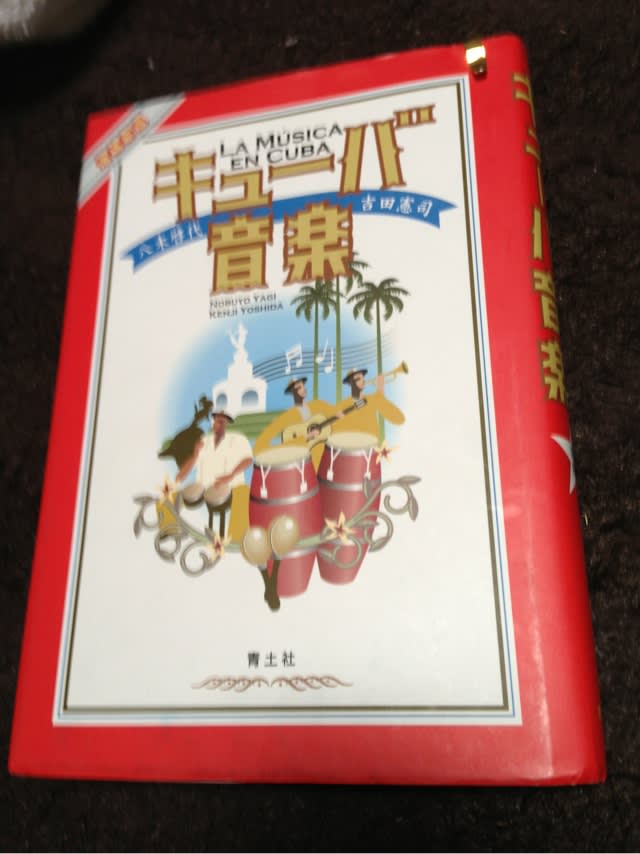 LA MÚSICA
EN CUBA
キューバ
音楽
八木啓代
吉田憲司
NOBUYO YAGI
KENJI YOSHIDA
青土社
キューバ音楽